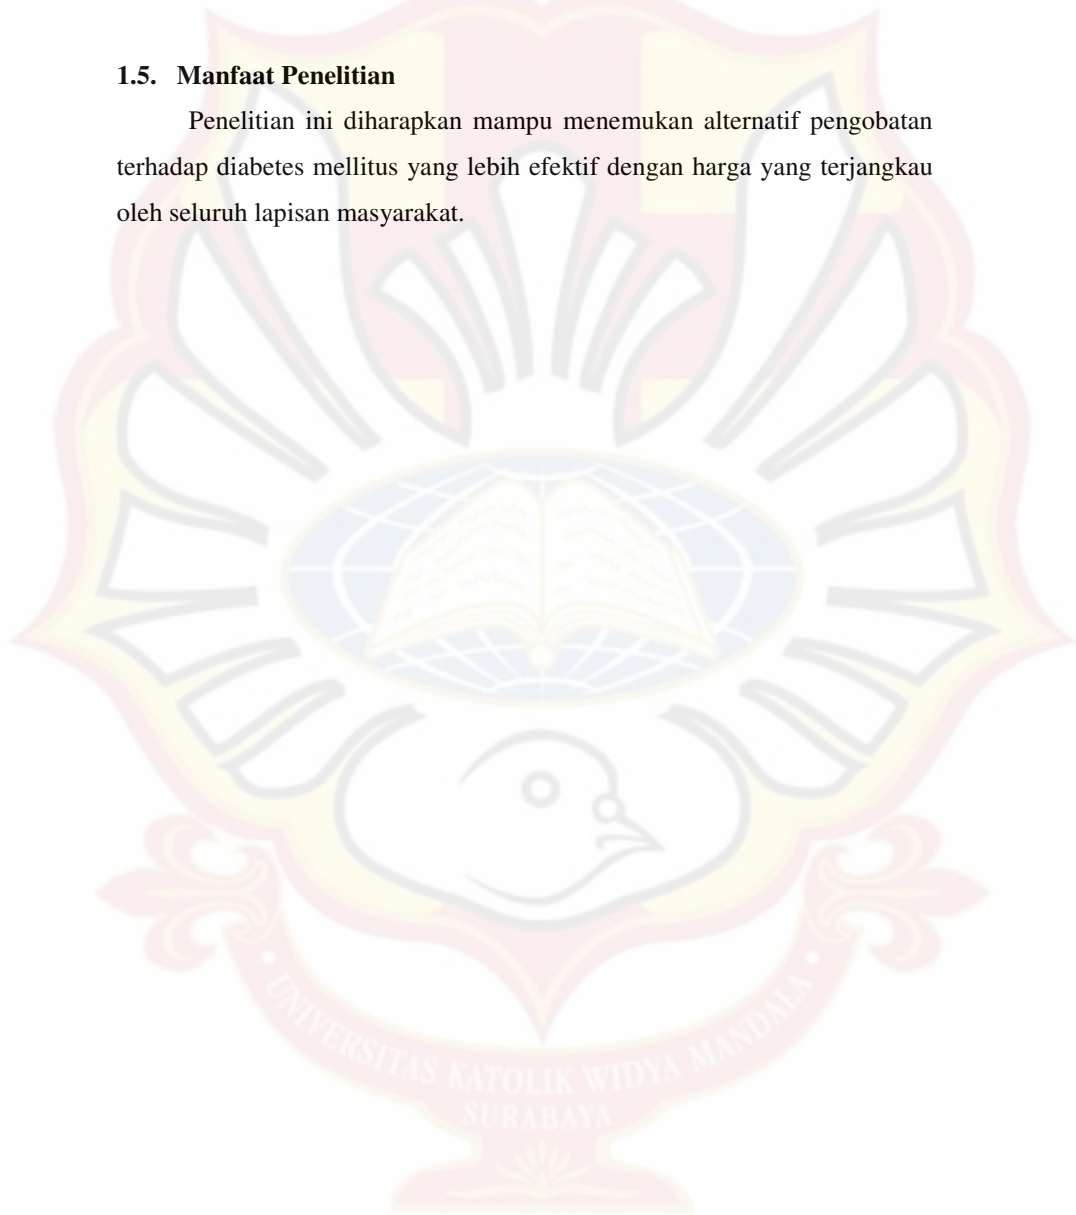 1.5. Manfaat Penelitian
Penelitian ini diharapkan mampu menemukan alternatif pengobatan
terhadap diabetes mellitus yang lebih efektif dengan harga yang terjangkau
oleh seluruh lapisan masyarakat.
UNIVERSITAS KATOLIK WIDYA MANDALA
SURABAYA